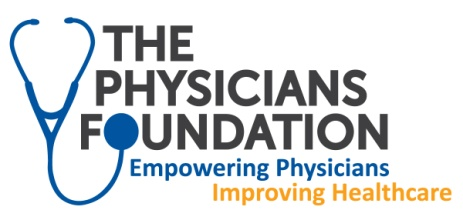 THE
PHYSICIANS
FOUNDATION
Empowering Physicians
Improving Healthcare